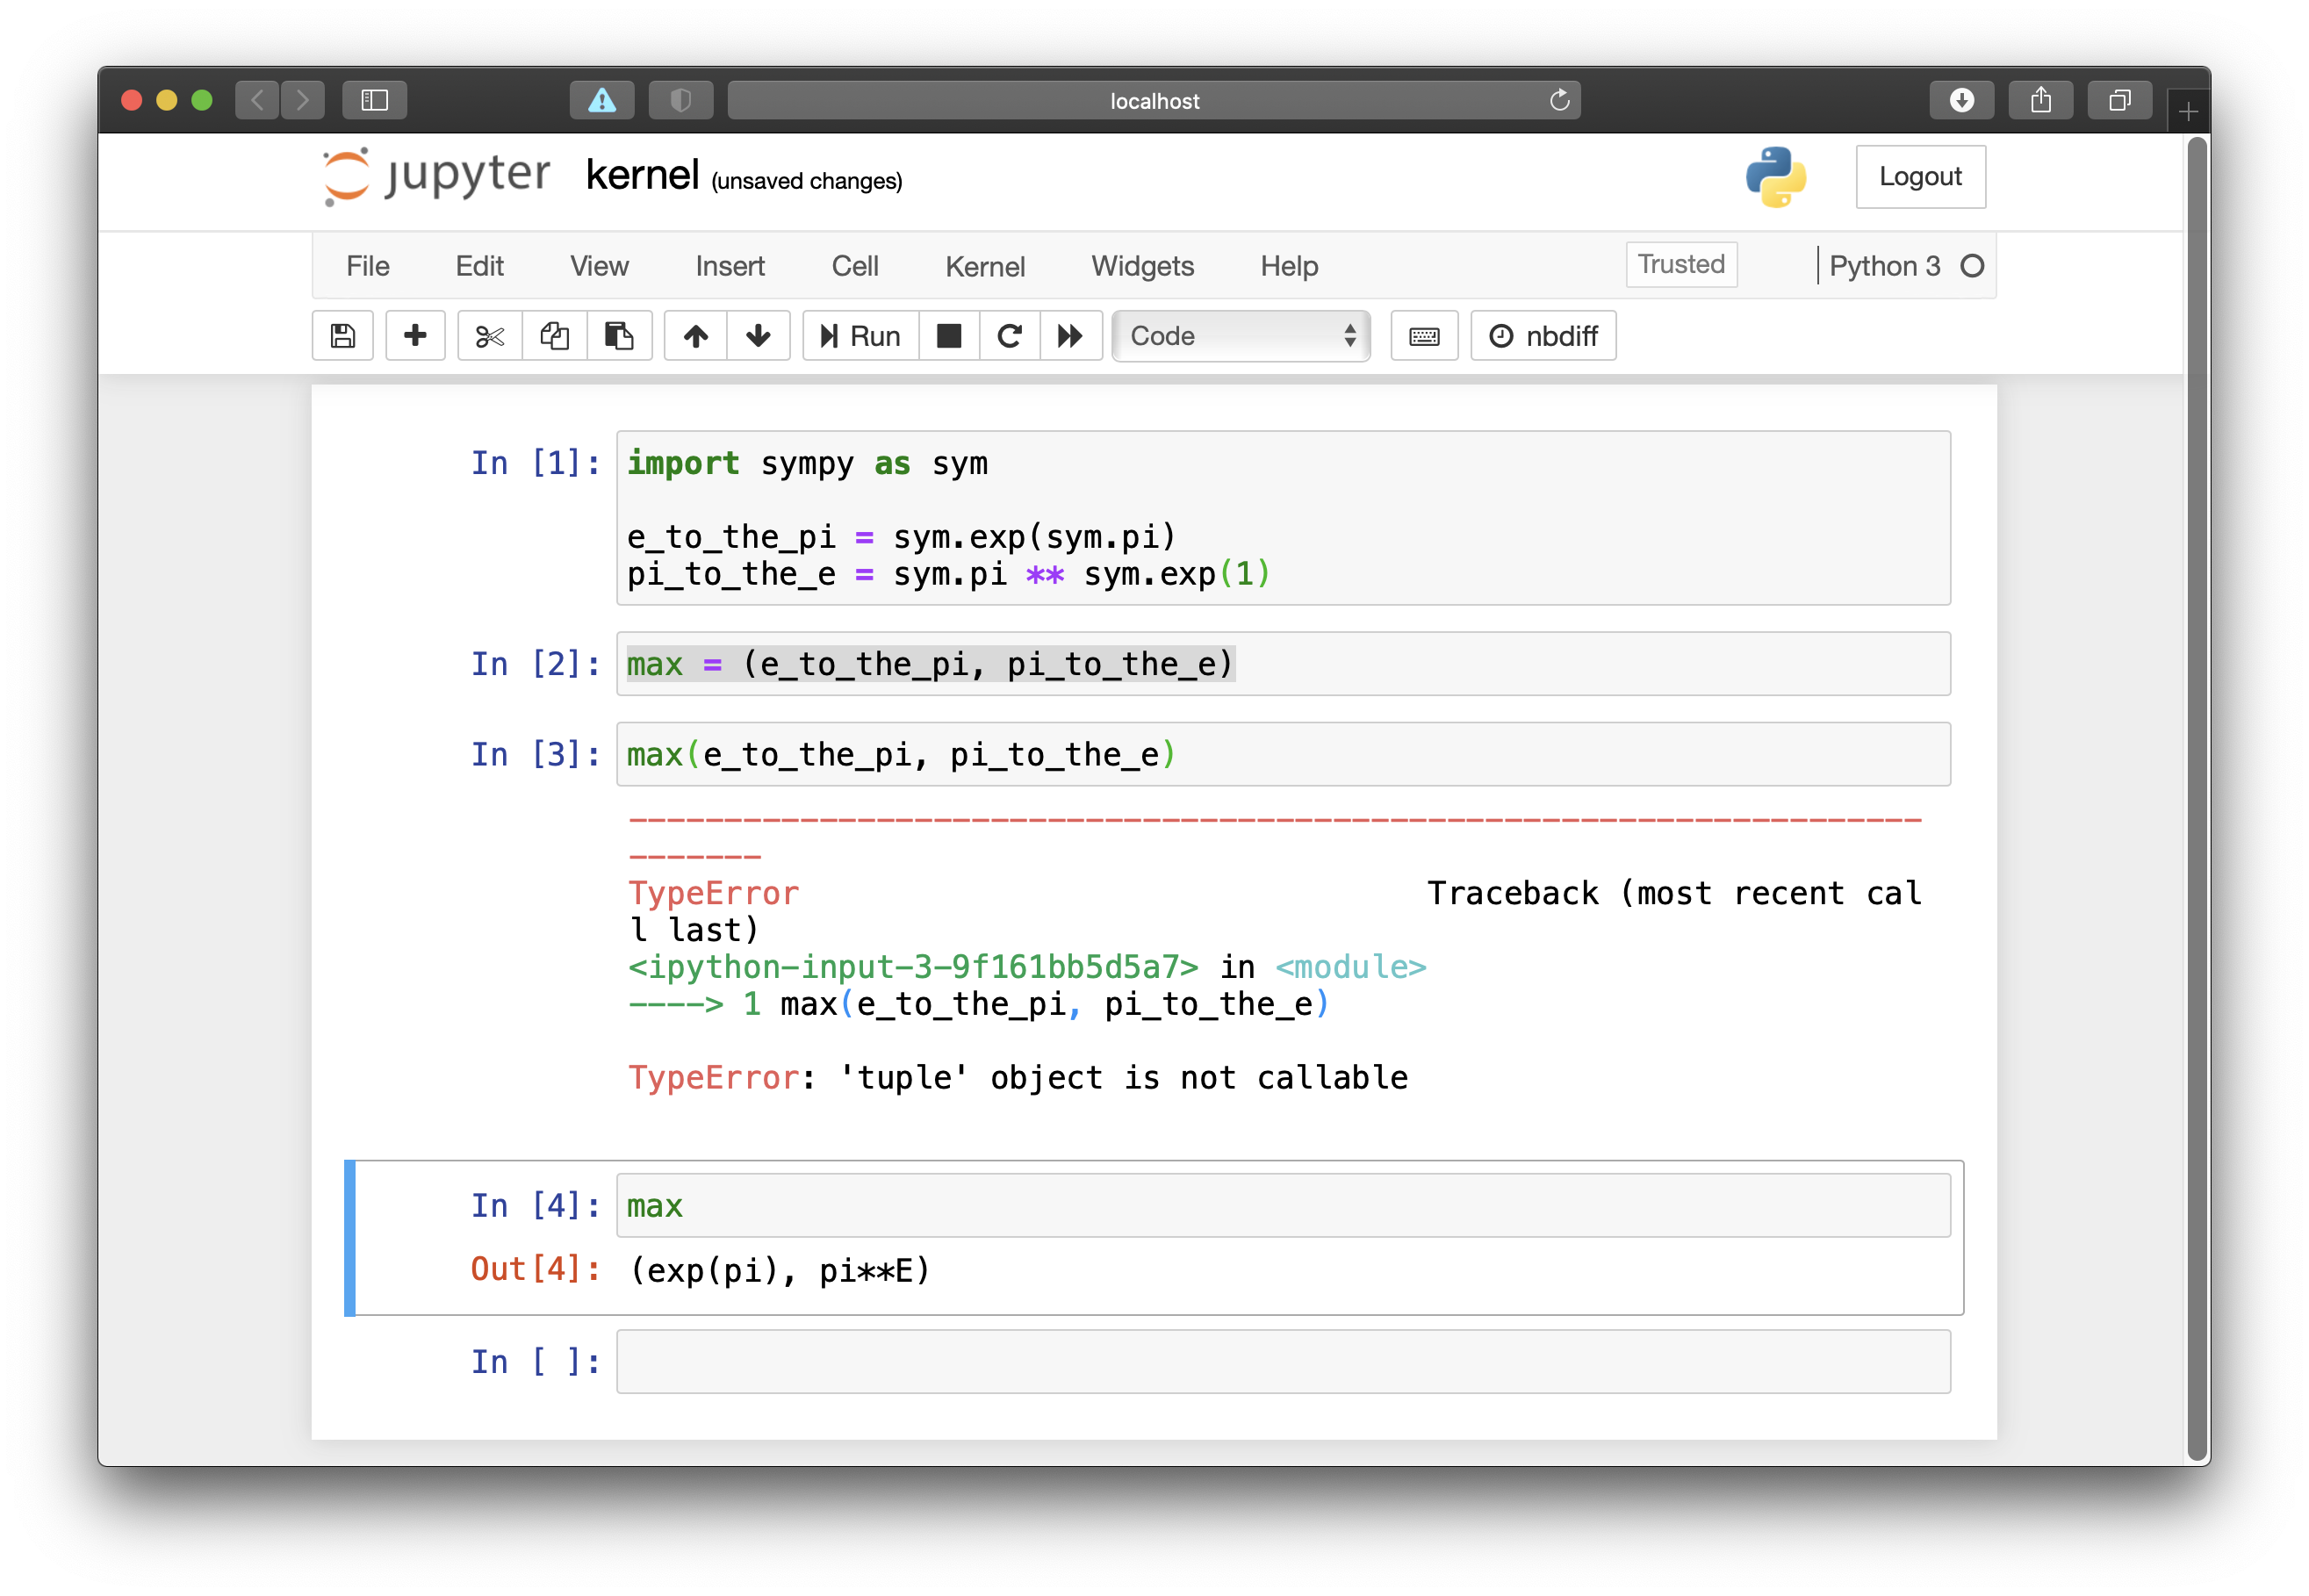 localhost
jupyter kernel (unsaved changes)
Logout
File Edit View Insert Cell Kernel Widgets Help Trusted Python 3
Run Code nbdiff
In [1]: import sympy as sym
e_to_the_pi = sym.exp(sym.pi)
pi_to_the_e = sym.pi ** sym.exp(1)
In [2]: max = (e_to_the_pi, pi_to_the_e)
In [3]: max(e_to_the_pi, pi_to_the_e)
--------------------------------------------------------------------
-------
TypeError                                 Traceback (most recent cal
l last)
<ipython-input-3-9f161bb5d5a7> in <module>
----> 1 max(e_to_the_pi, pi_to_the_e)
TypeError: 'tuple' object is not callable
In [4]: max
Out[4]: (exp(pi), pi**E)
In [ ]: